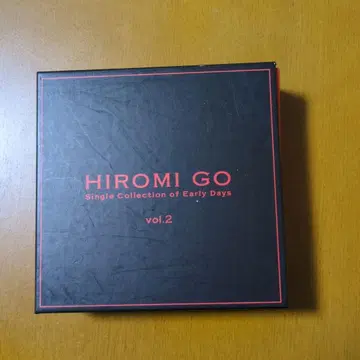 HIROMI GO
Single Collection of Early Days
vol.2